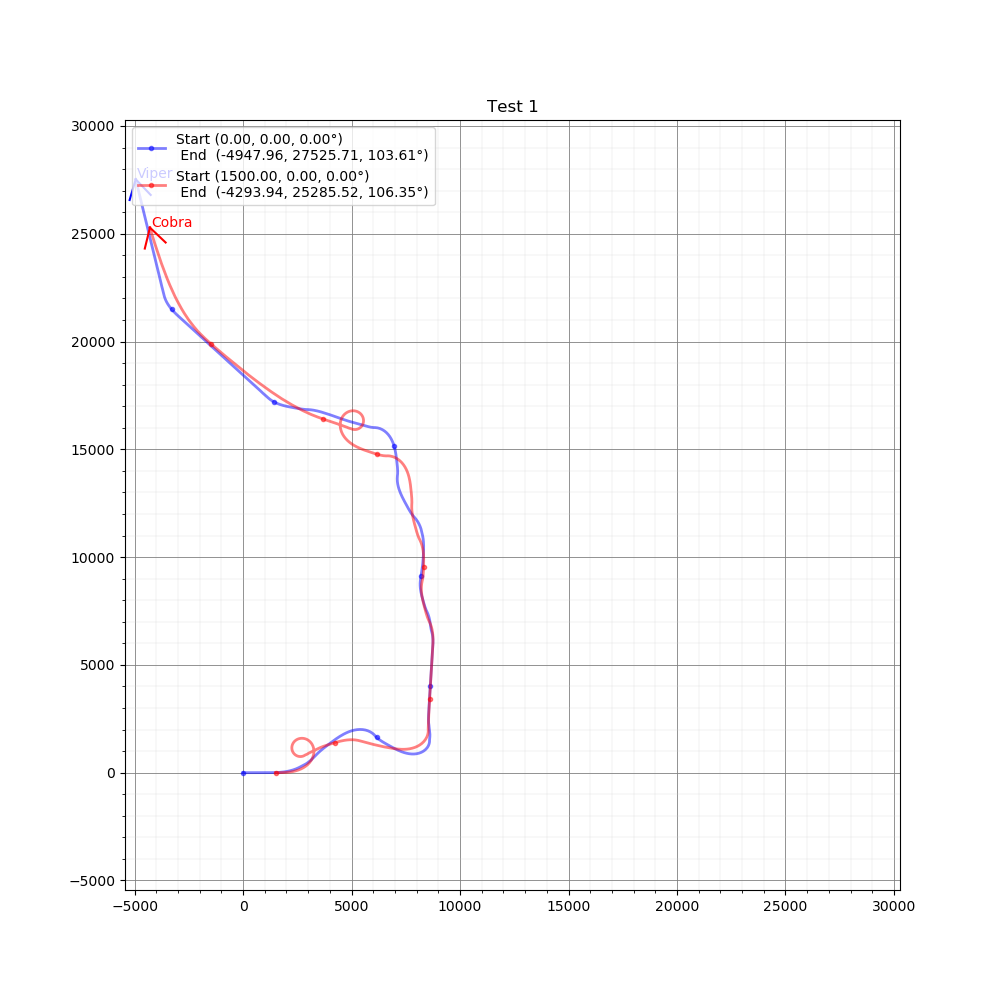 Test 1
Start (0.00, 0.00, 0.00°)
End (-4947.96, 27525.71, 103.61°)
Start (1500.00, 0.00, 0.00°)
End (-4293.94, 25285.52, 106.35°)
Viper
Cobra
30000
25000
20000
15000
10000
5000
0
−5000
−5000 0 5000 10000 15000 20000 25000 30000